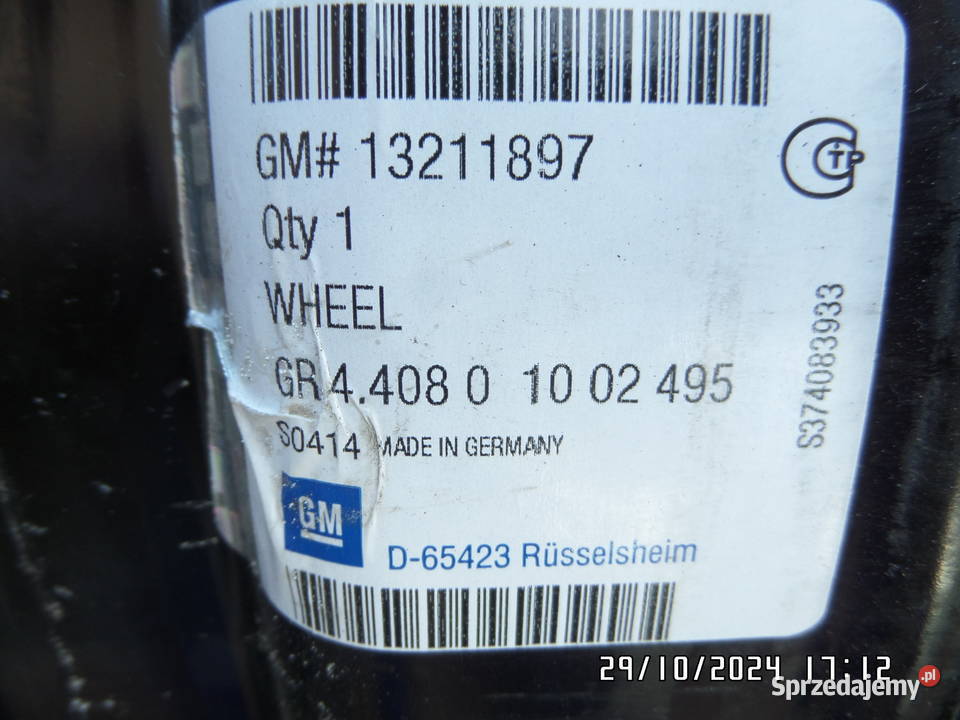 GM# 13211897
Qty 1
WHEEL
GR 4.408 0 10 02 495
S0414 MADE IN GERMANY
GM
D-65423 Rüsselsheim
S374083933
CTP
29/10/2024 17:12
Sprzedajemy.pl